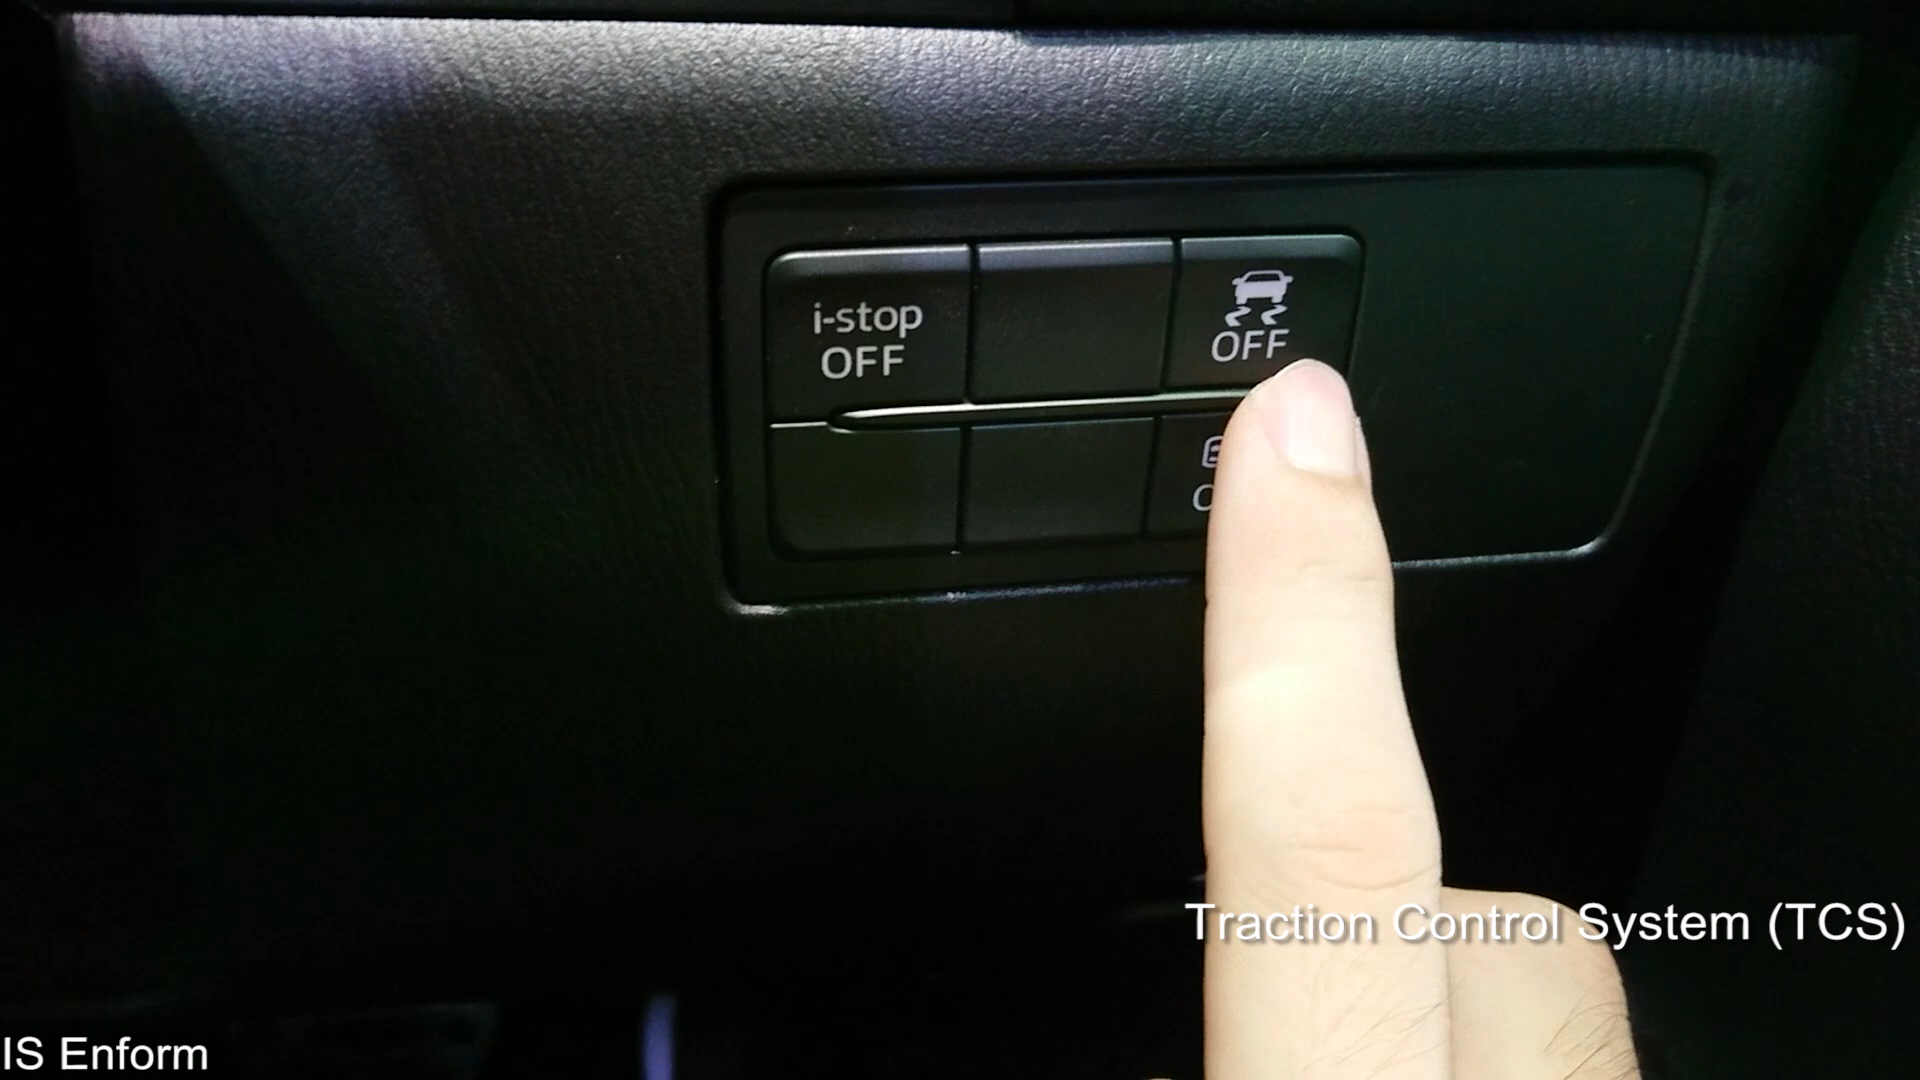 i-stop
OFF
OFF
Traction Control System (TCS)
IS Enform